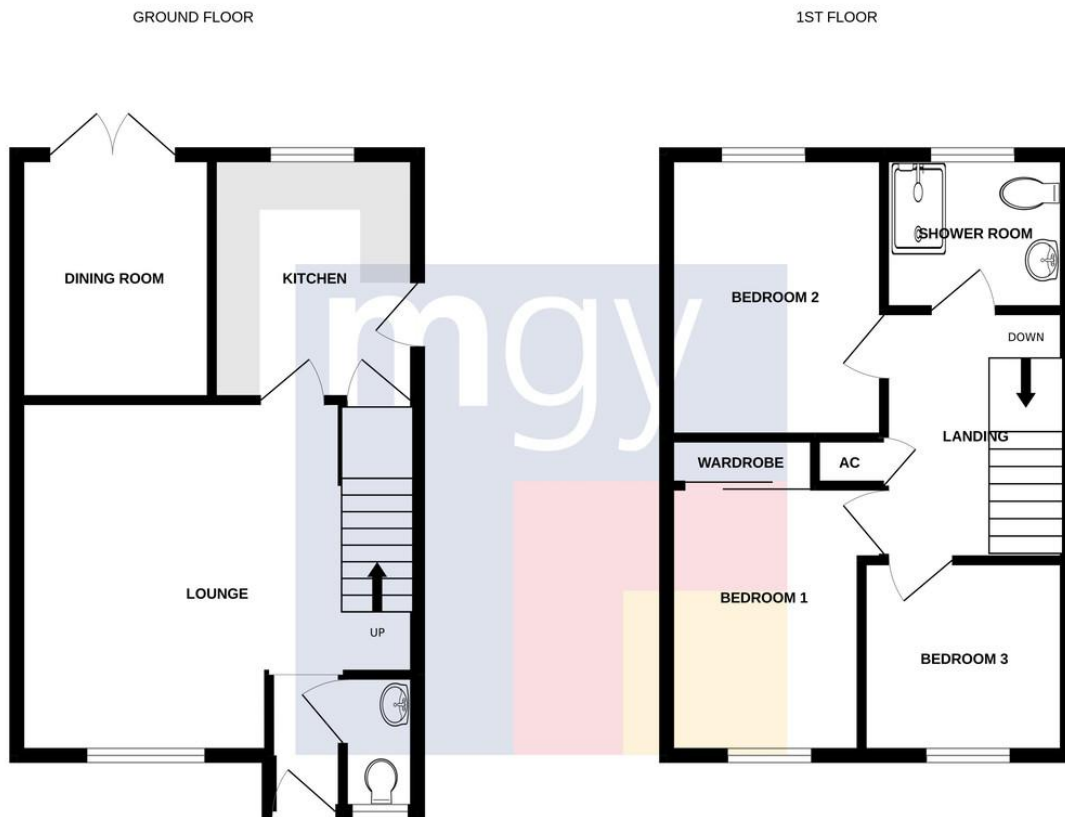 GROUND FLOOR
1ST FLOOR
DINING ROOM
KITCHEN
LOUNGE
UP
BEDROOM 2
SHOWER ROOM
DOWN
LANDING
WARDROBE
AC
BEDROOM 1
BEDROOM 3
mgy